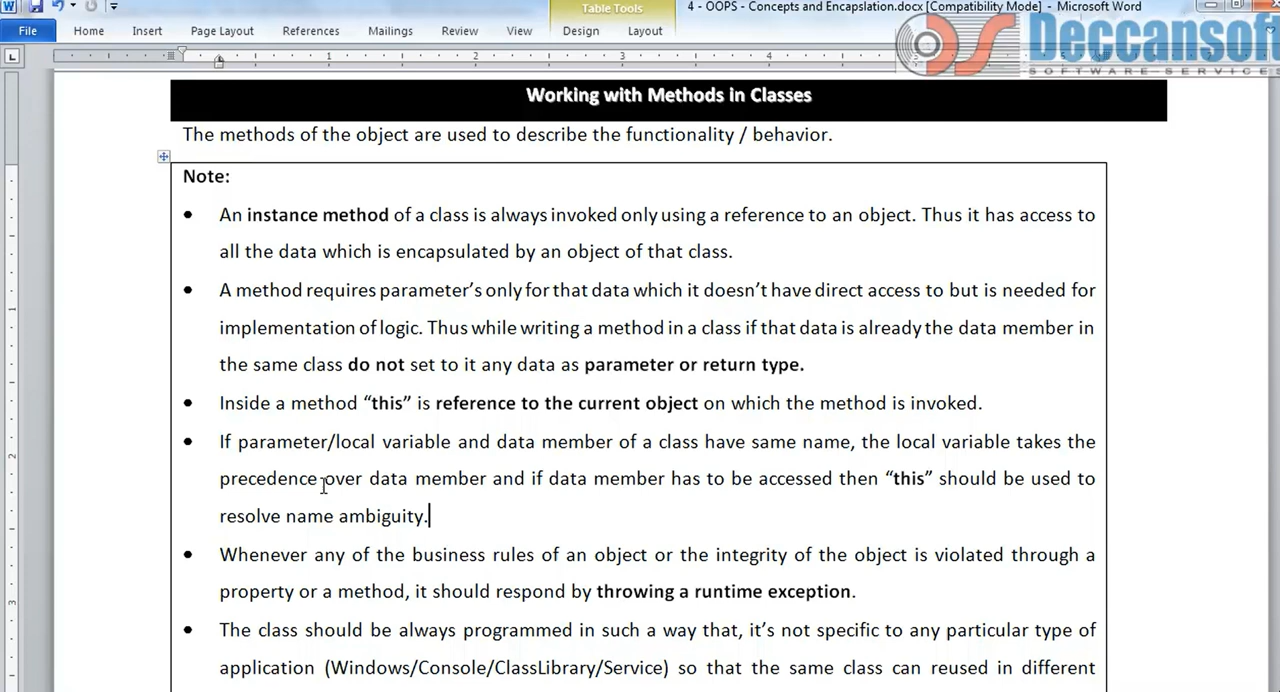 4 - OOPS - Concepts and Encapslation.docx [Compatibility Mode] - Microsoft Word
Table Tools
File Home Insert Page Layout References Mailings Review View Design Layout
Deccansoft
SOFTWARE-SERVICES
1 2 3 4
Working with Methods in Classes
The methods of the object are used to describe the functionality / behavior.
Note:
• An instance method of a class is always invoked only using a reference to an object. Thus it has access to
all the data which is encapsulated by an object of that class.
• A method requires parameter’s only for that data which it doesn’t have direct access to but is needed for
implementation of logic. Thus while writing a method in a class if that data is already the data member in
the same class do not set to it any data as parameter or return type.
• Inside a method “this” is reference to the current object on which the method is invoked.
• If parameter/local variable and data member of a class have same name, the local variable takes the
precedence over data member and if data member has to be accessed then “this” should be used to
resolve name ambiguity.
• Whenever any of the business rules of an object or the integrity of the object is violated through a
property or a method, it should respond by throwing a runtime exception.
• The class should be always programmed in such a way that, it’s not specific to any particular type of
application (Windows/Console/ClassLibrary/Service) so that the same class can reused in different